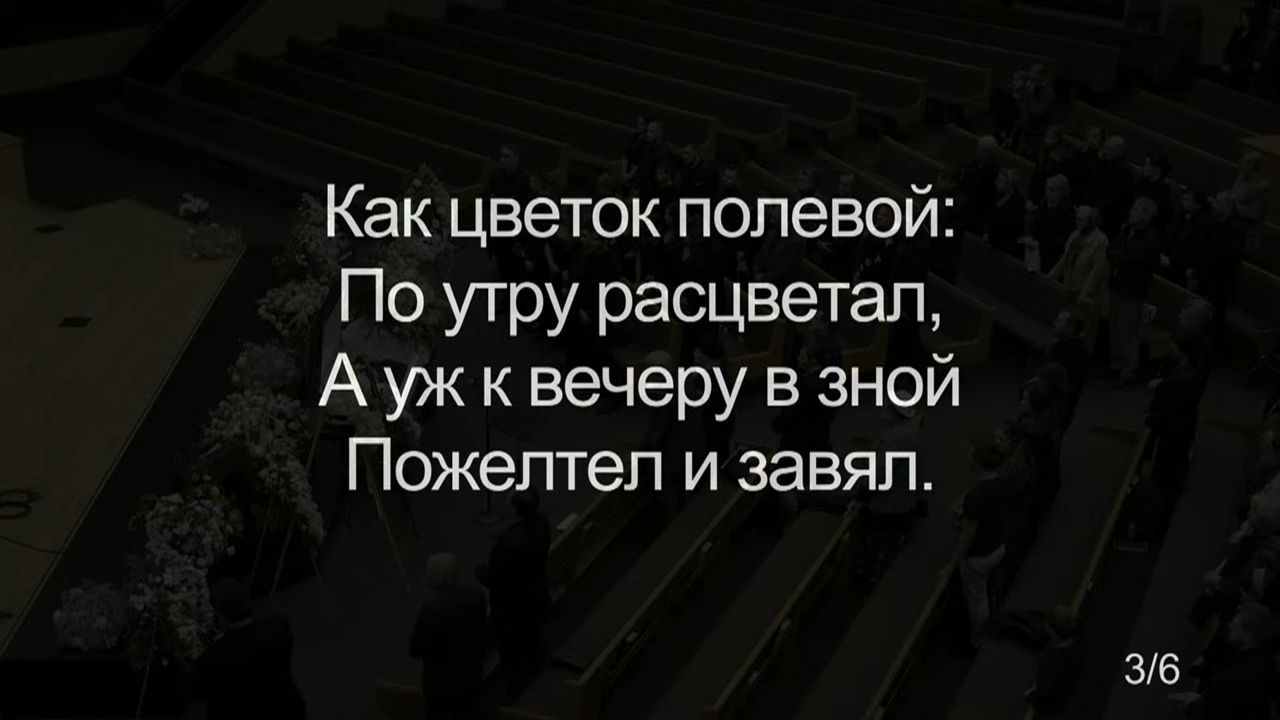 Как цветок полевой:
По утру расцветал,
А уж к вечеру в зной
Пожелтел и завял.
3/6